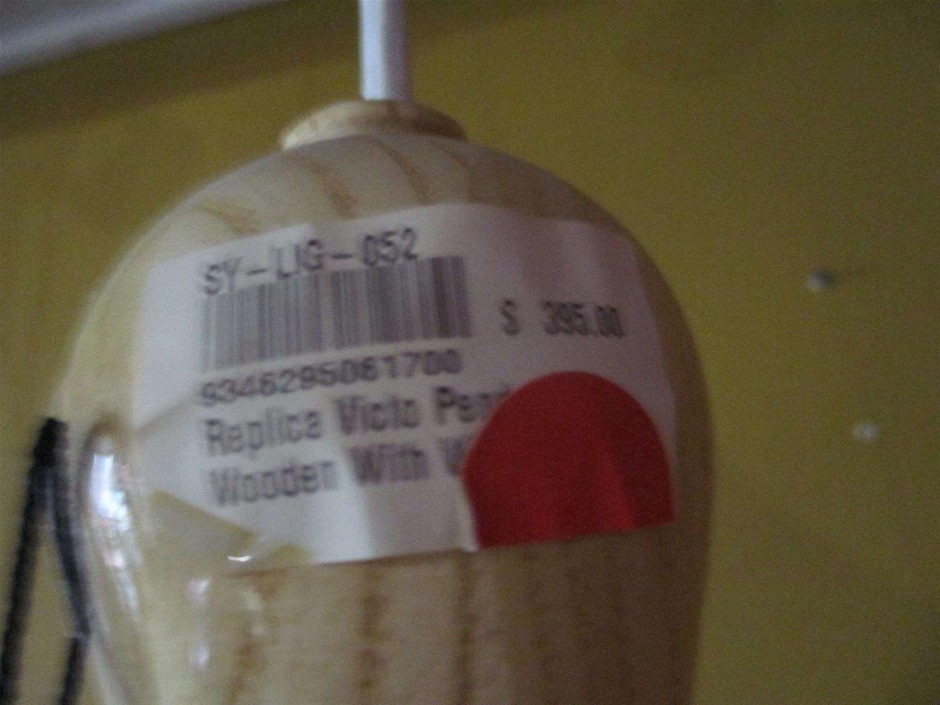 SY-LIG-052
$ 395.00
9346295061700
Replica Victo
Wooden With